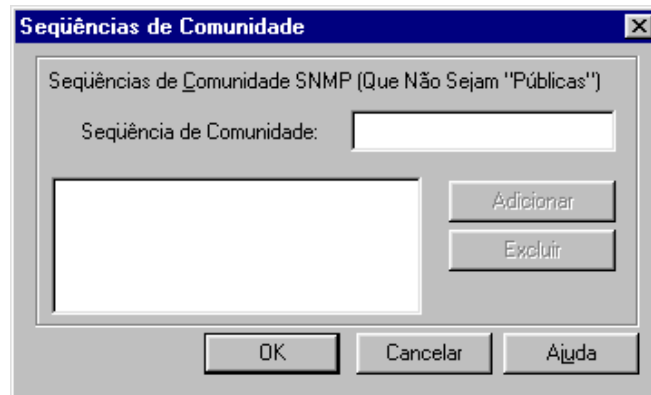 Seqüências de Comunidade
Seqüências de Comunidade SNMP (Que Não Sejam "Públicas")
Seqüência de Comunidade:
Adicionar
Excluir
OK Cancelar Ajuda